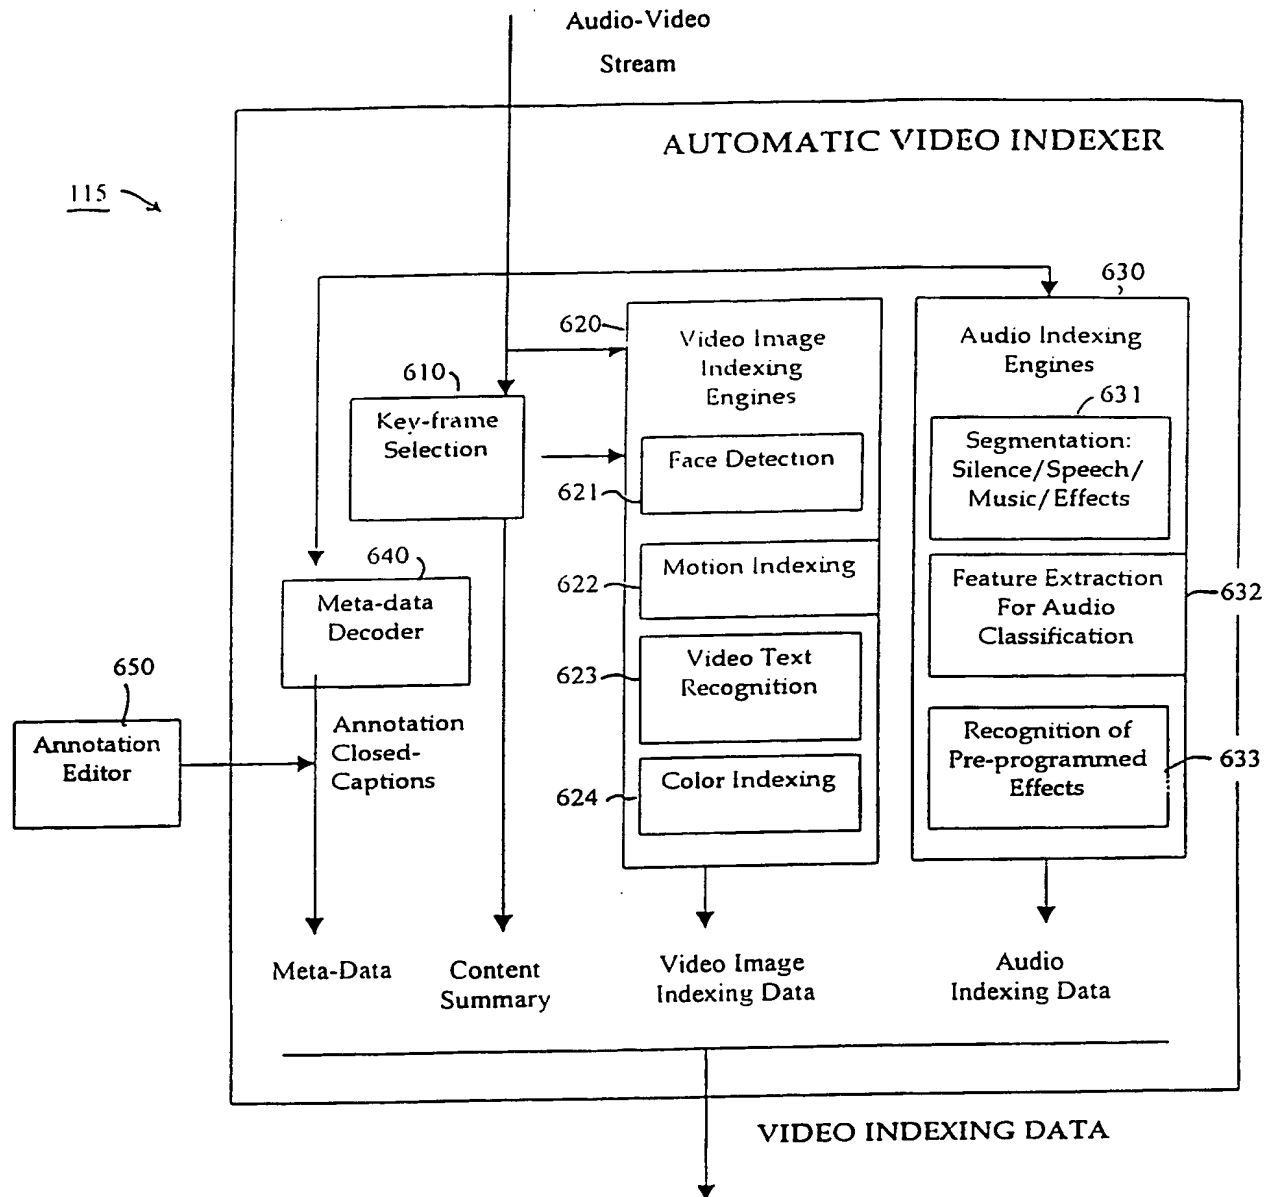 Audio-Video
Stream
AUTOMATIC VIDEO INDEXER
115
630
620
Video Image
Indexing
Engines
Audio Indexing
Engines
610
Key-frame
Selection
631
Segmentation:
Silence/Speech/
Music/Effects
Face Detection
621
640
Meta-data
Decoder
Motion Indexing
622
Feature Extraction
For Audio
Classification
632
650
Annotation
Editor
Annotation
Closed-
Captions
Video Text
Recognition
623
Recognition of
Pre-programmed
Effects
633
Color Indexing
624
Meta-Data
Content
Summary
Video Image
Indexing Data
Audio
Indexing Data
VIDEO INDEXING DATA